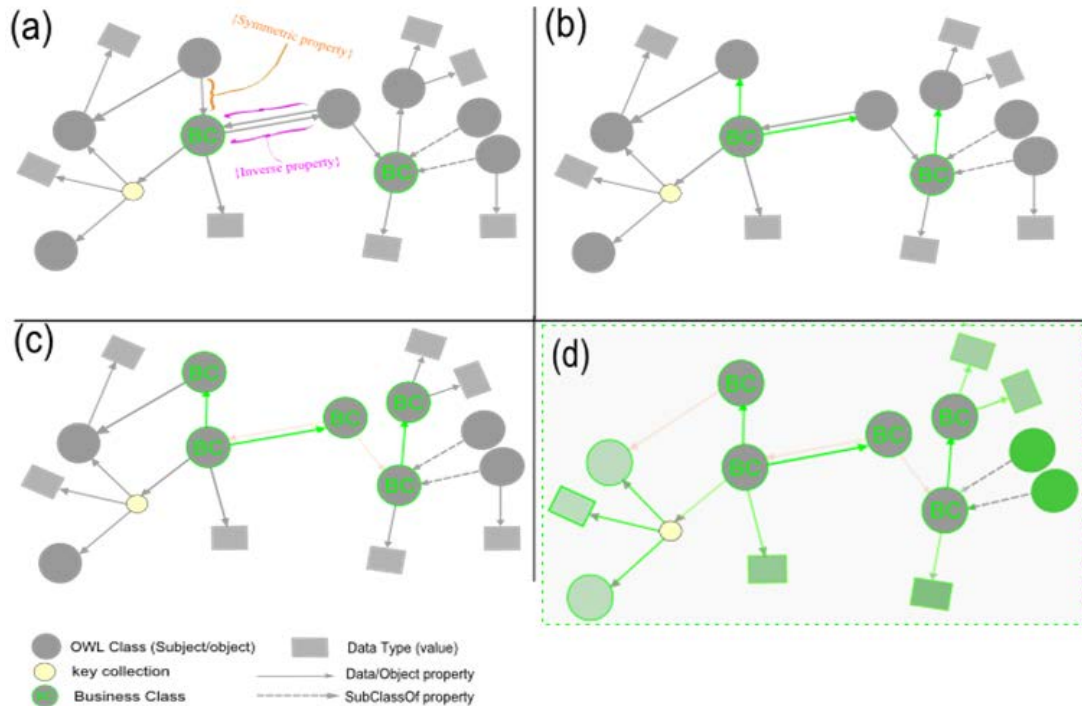 (a)
{Symmetric property}
BC
{Inverse property}
BC
(b)
BC
BC
(c)
BC
BC
BC
BC
BC
(d)
BC
BC
BC
BC
BC
OWL Class (Subject/object)
Data Type (value)
key collection
Data/Object property
Business Class
SubClassOf property